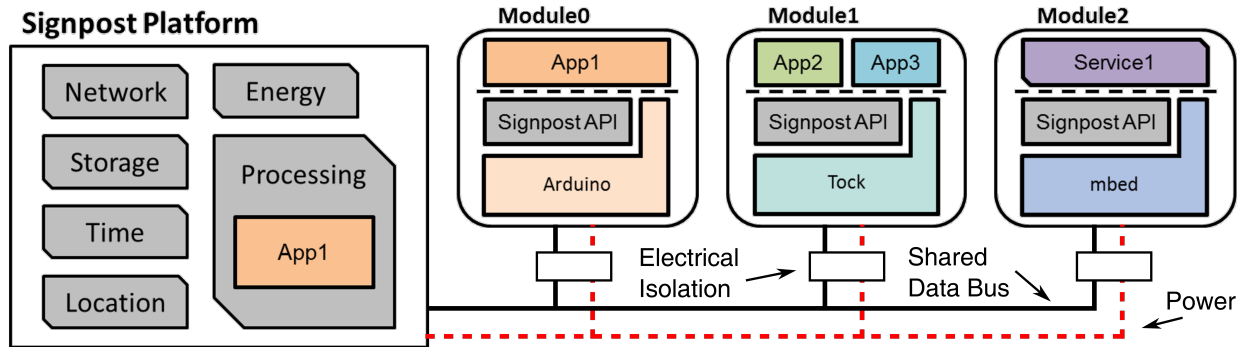 Signpost Platform
Network
Energy
Storage
Processing
Time
App1
Location
Module0
App1
Signpost API
Arduino
Module1
App2
App3
Signpost API
Tock
Module2
Service1
Signpost API
mbed
Electrical
Isolation
Shared
Data Bus
Power